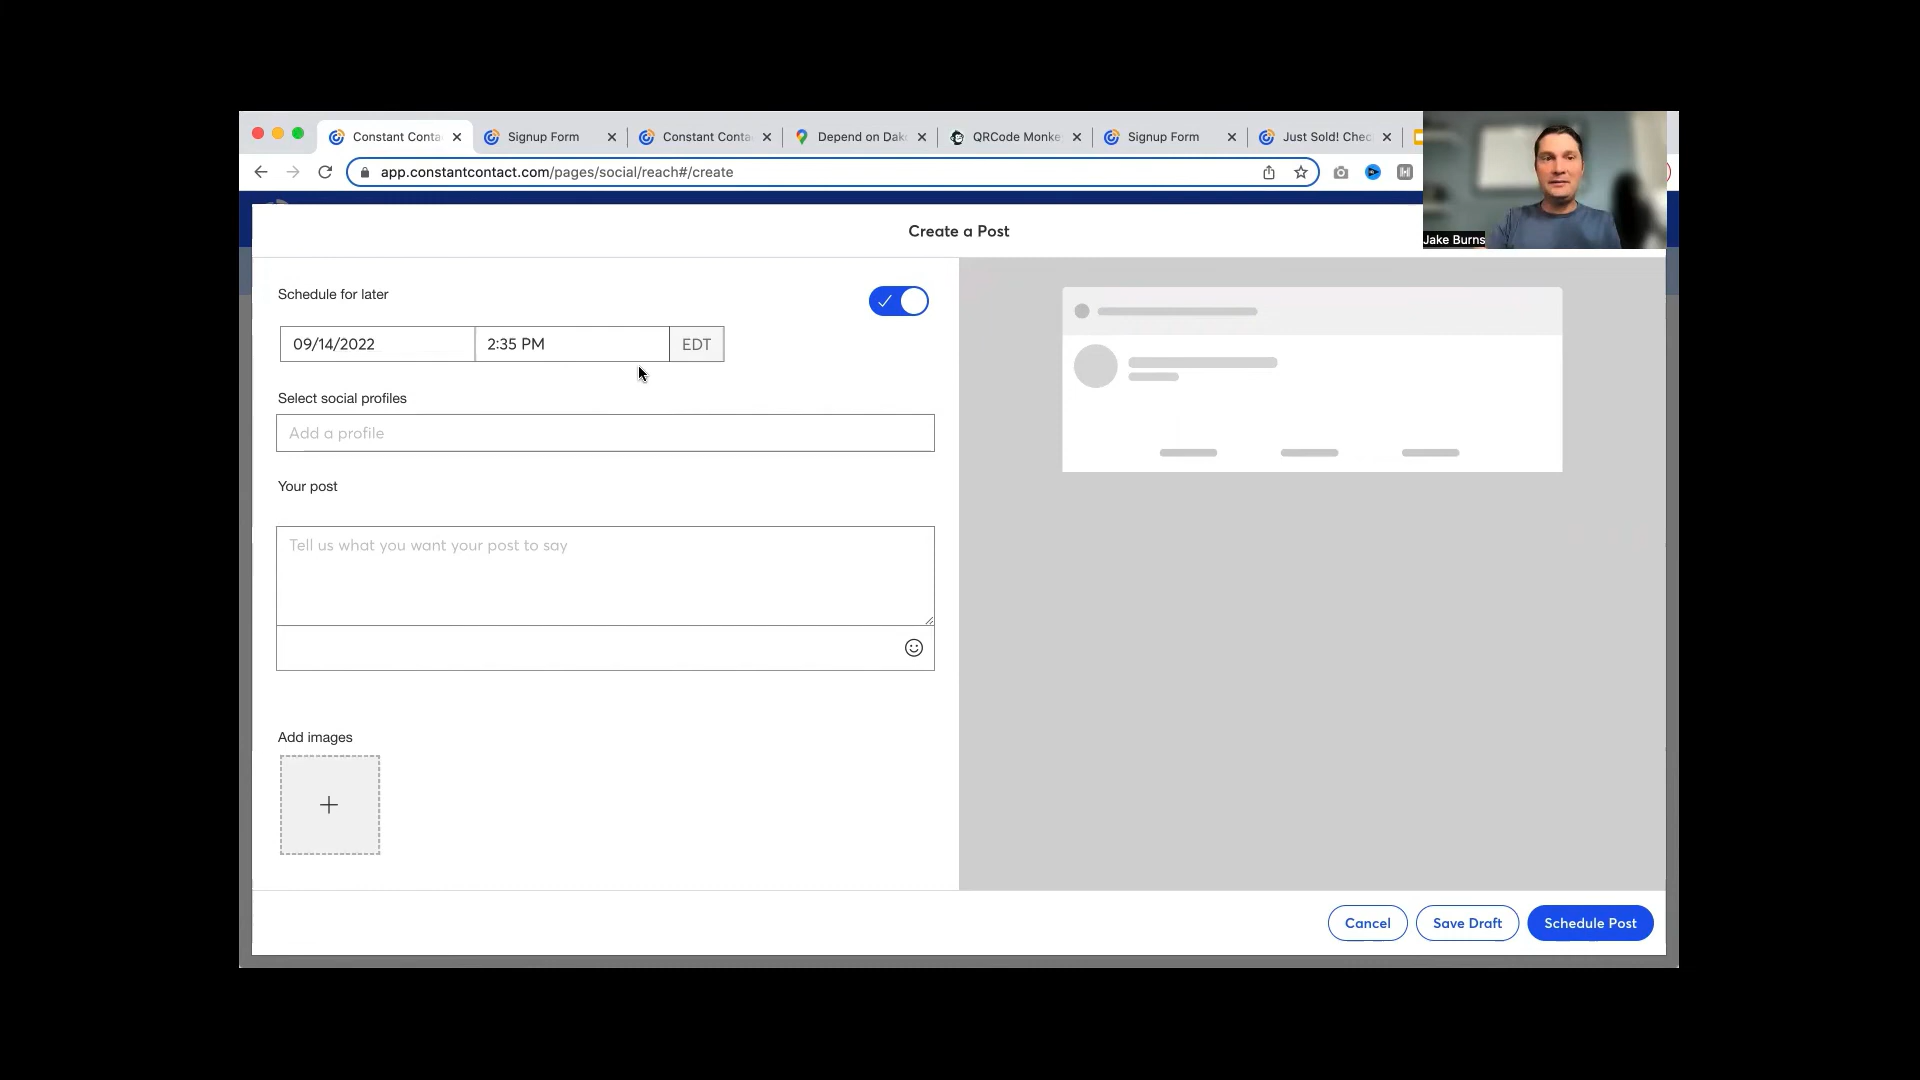 Constant Conta
Signup Form
Constant Conta
Depend on Dak
QRCode Monke
Signup Form
Just Sold! Chec
app.constantcontact.com/pages/social/reach#/create
Jake Burns
Create a Post
Schedule for later
09/14/2022
2:35 PM
EDT
Select social profiles
Add a profile
Your post
Tell us what you want your post to say
Add images
Cancel
Save Draft
Schedule Post